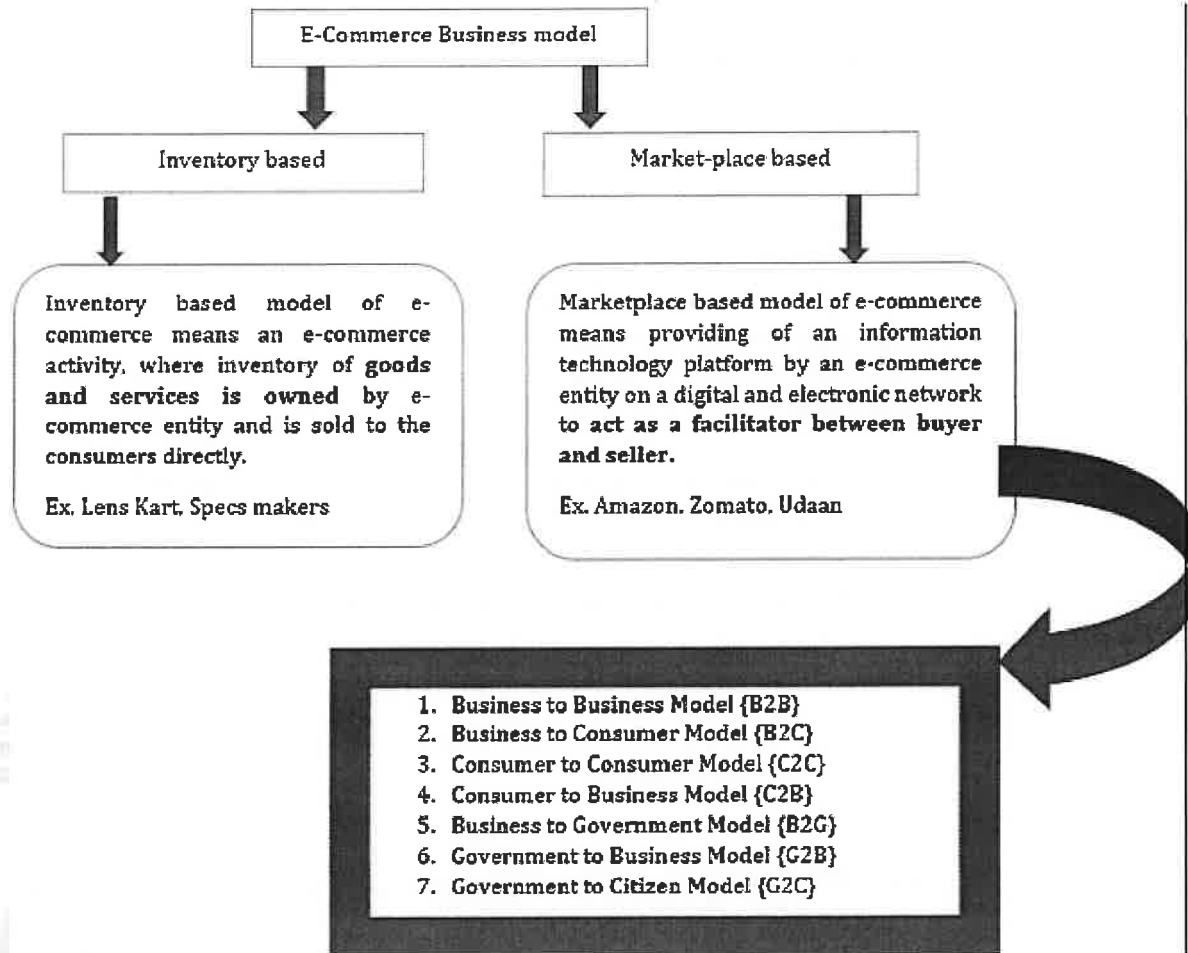 E-Commerce Business model
Inventory based
Market-place based
Inventory based model of e-
commerce means an e-commerce
activity, where inventory of goods
and services is owned by e-
commerce entity and is sold to the
consumers directly.
Ex. Lens Kart, Specs makers
Marketplace based model of e-commerce
means providing of an information
technology platform by an e-commerce
entity on a digital and electronic network
to act as a facilitator between buyer
and seller.
Ex. Amazon. Zomato. Udaan
1. Business to Business Model {B2B}
2. Business to Consumer Model {B2C}
3. Consumer to Consumer Model {C2C}
4. Consumer to Business Model {C2B}
5. Business to Government Model {B2G}
6. Government to Business Model {G2B}
7. Government to Citizen Model {G2C}